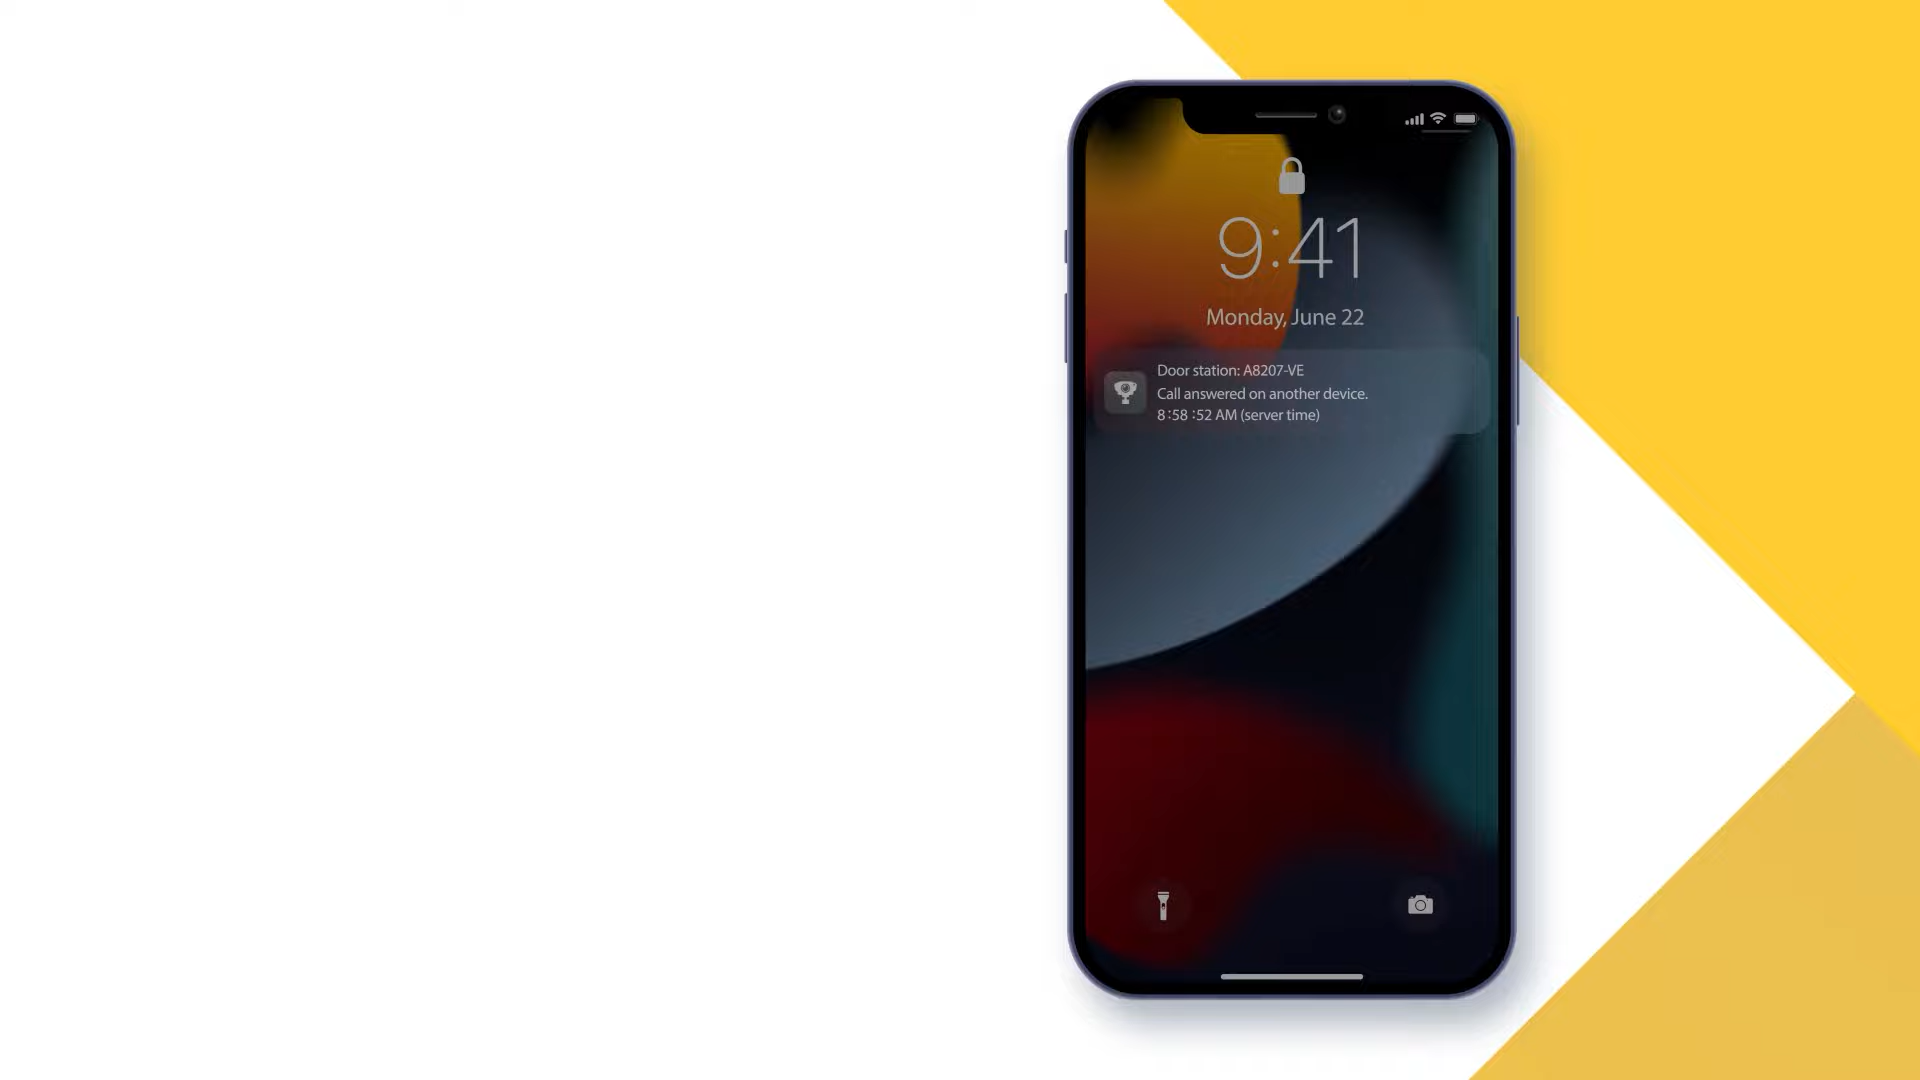 9:41
Monday, June 22
Door station: A8207-VE
Call answered on another device.
8:58 :52 AM (server time)